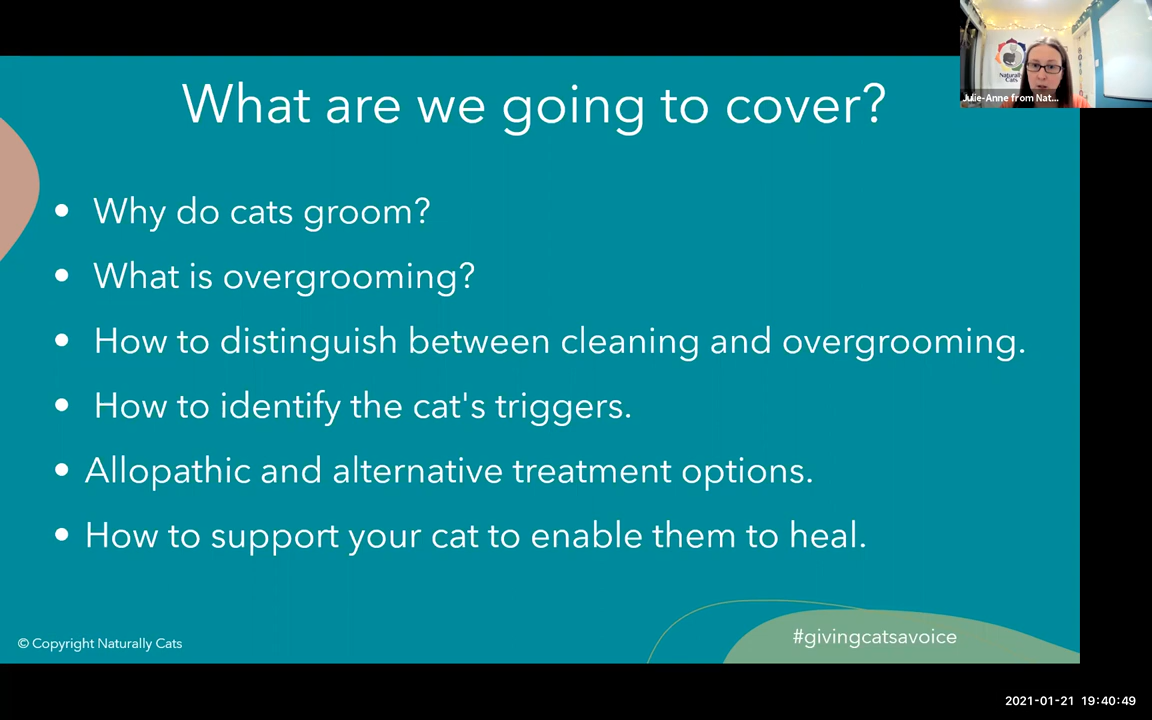 What are we going to cover?
Naturally
Cats
Julie-Anne from Nat...
• Why do cats groom?
• What is overgrooming?
• How to distinguish between cleaning and overgrooming.
• How to identify the cat's triggers.
• Allopathic and alternative treatment options.
• How to support your cat to enable them to heal.
© Copyright Naturally Cats
#givingcatsavoice
2021-01-21 19:40:49